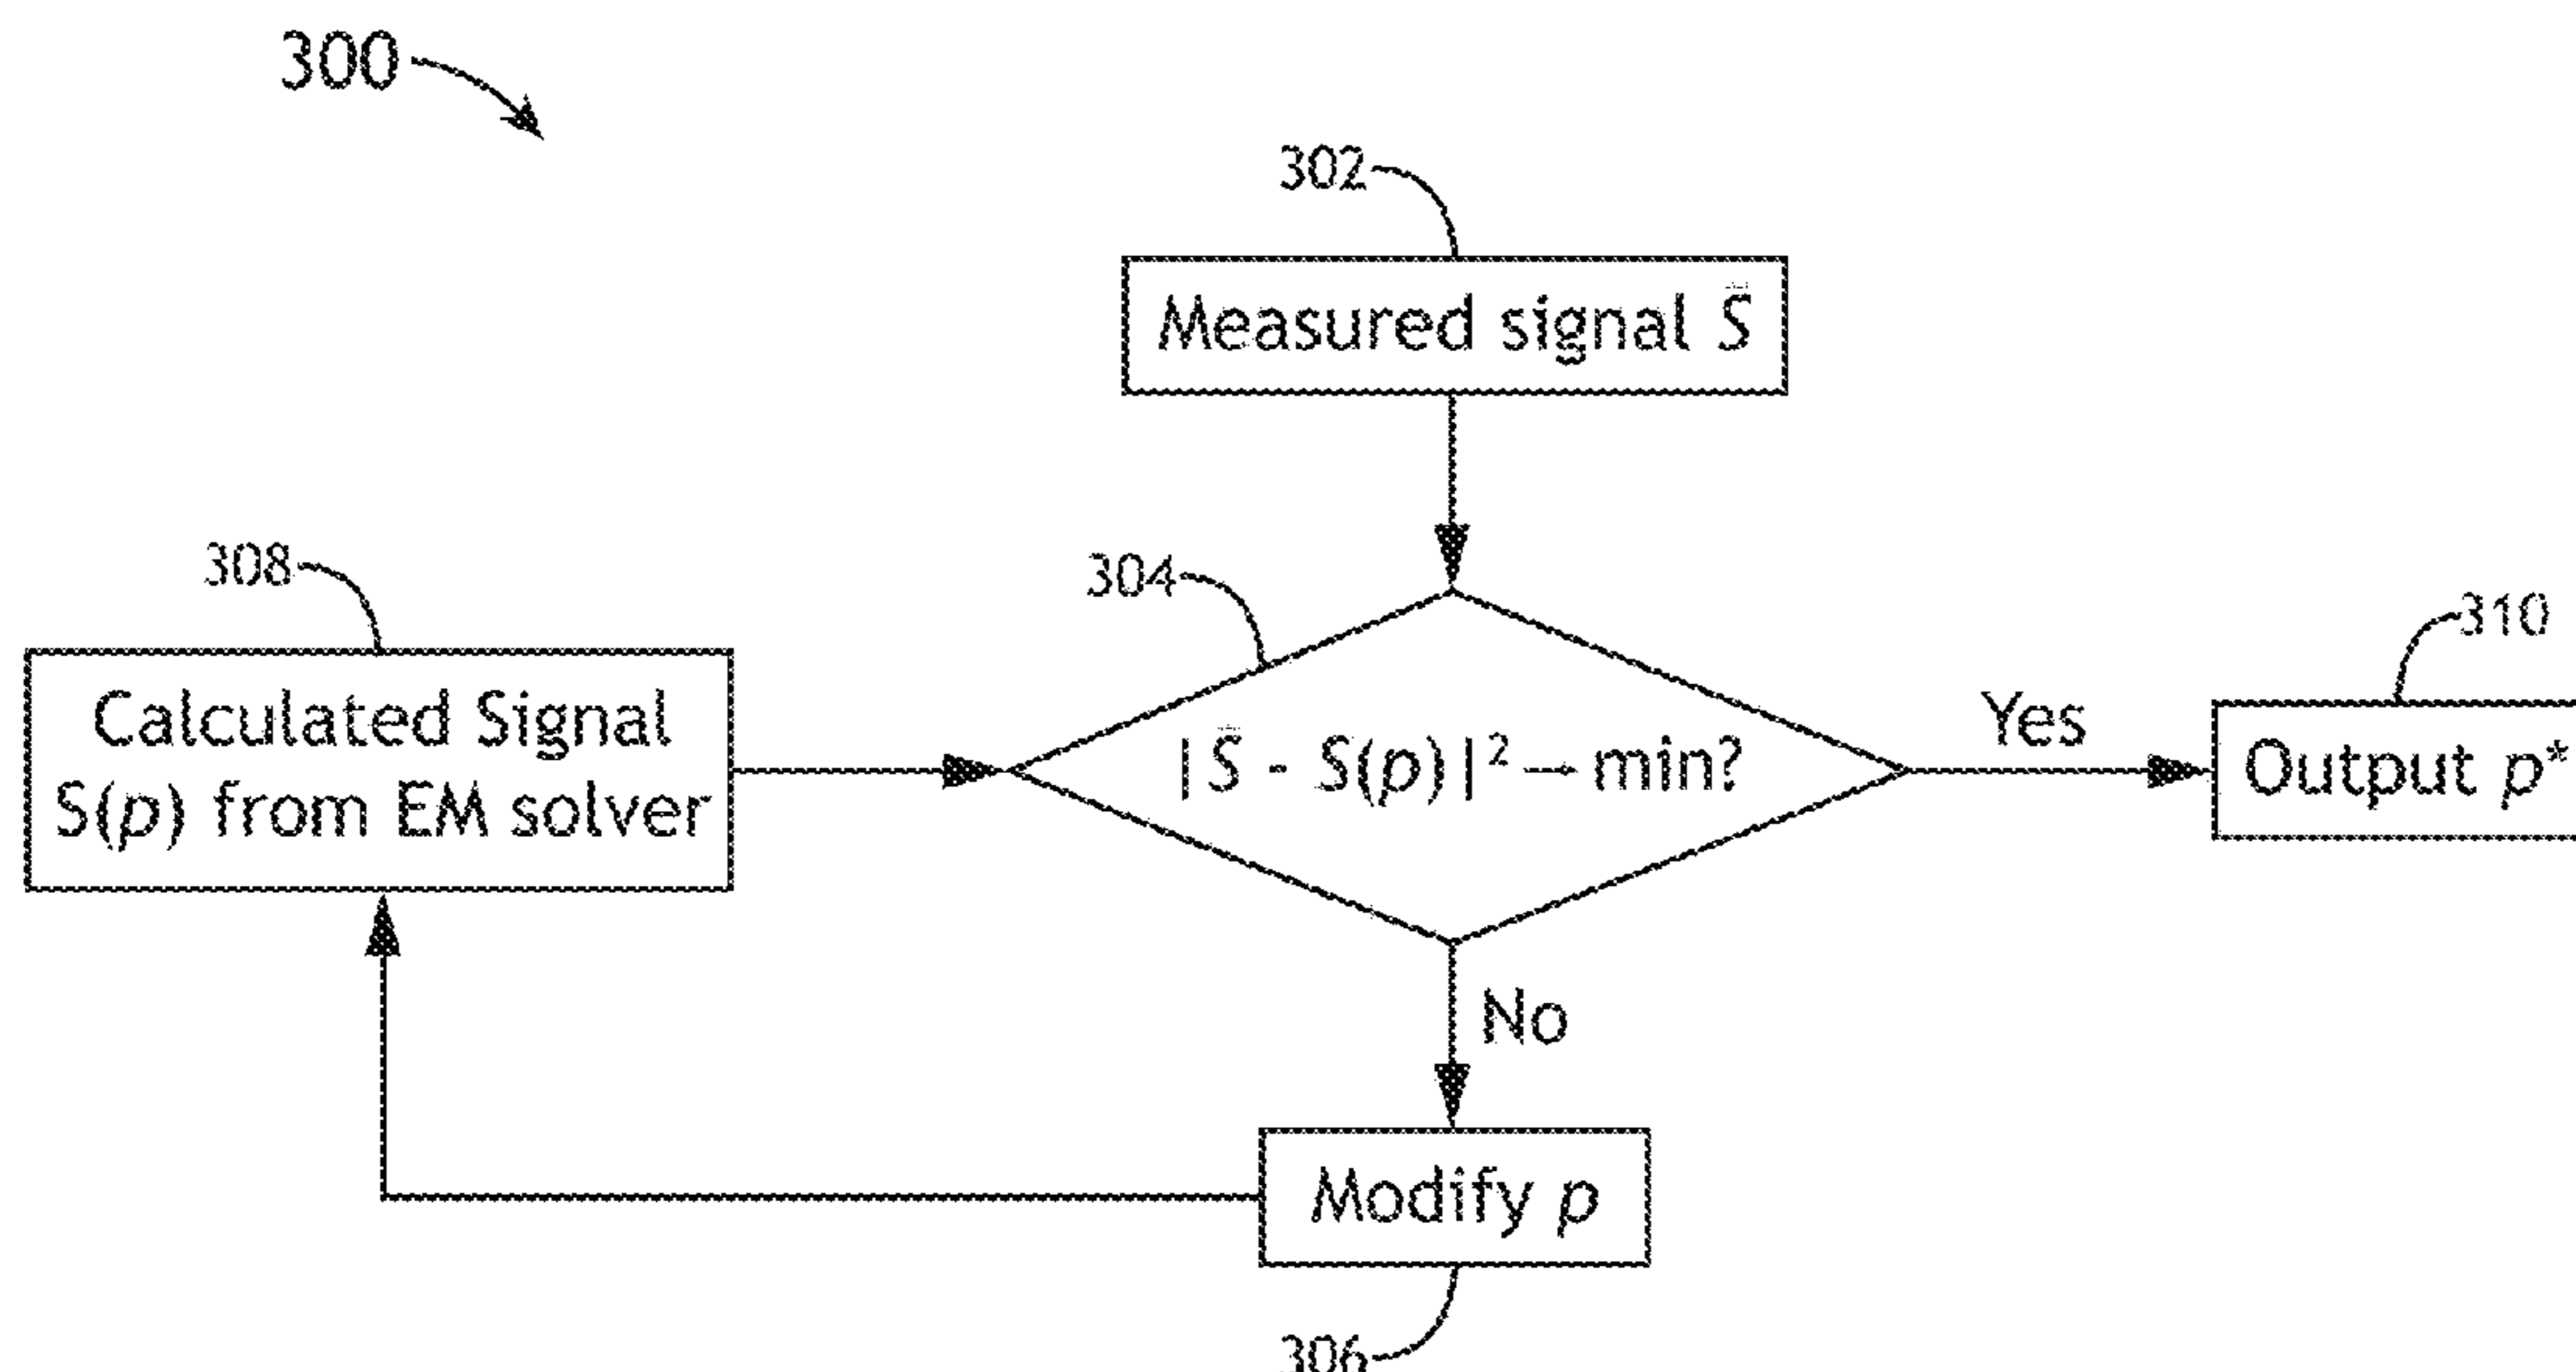 300
302
Measured signal S̄
308
304
310
Calculated Signal
S(p) from EM solver
|S̄ - S(p)|² → min?
Yes
Output p*
No
Modify p
306